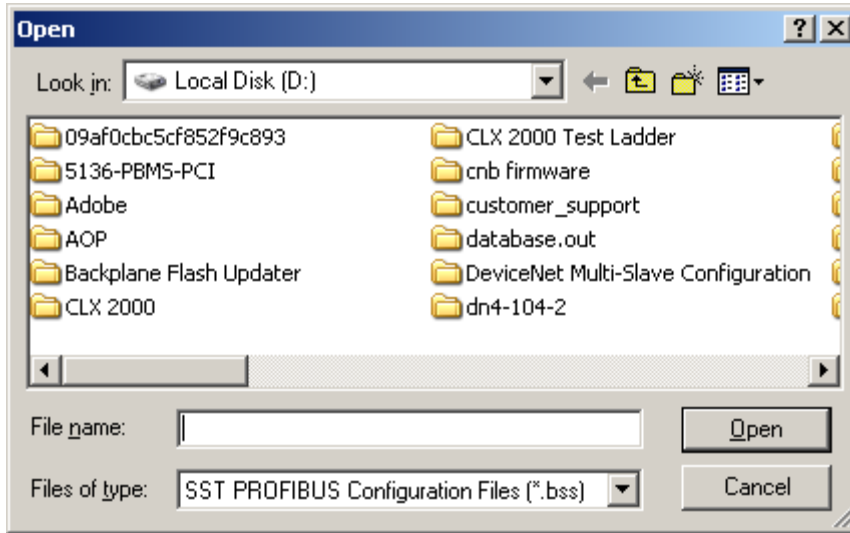 Open
Look in: Local Disk (D:)
09af0cbc5cf852f9c893
5136-PBMS-PCI
Adobe
AOP
Backplane Flash Updater
CLX 2000
CLX 2000 Test Ladder
cnb firmware
customer_support
database.out
DeviceNet Multi-Slave Configuration
dn4-104-2
File name:
Open
Files of type: SST PROFIBUS Configuration Files (*.bss)
Cancel